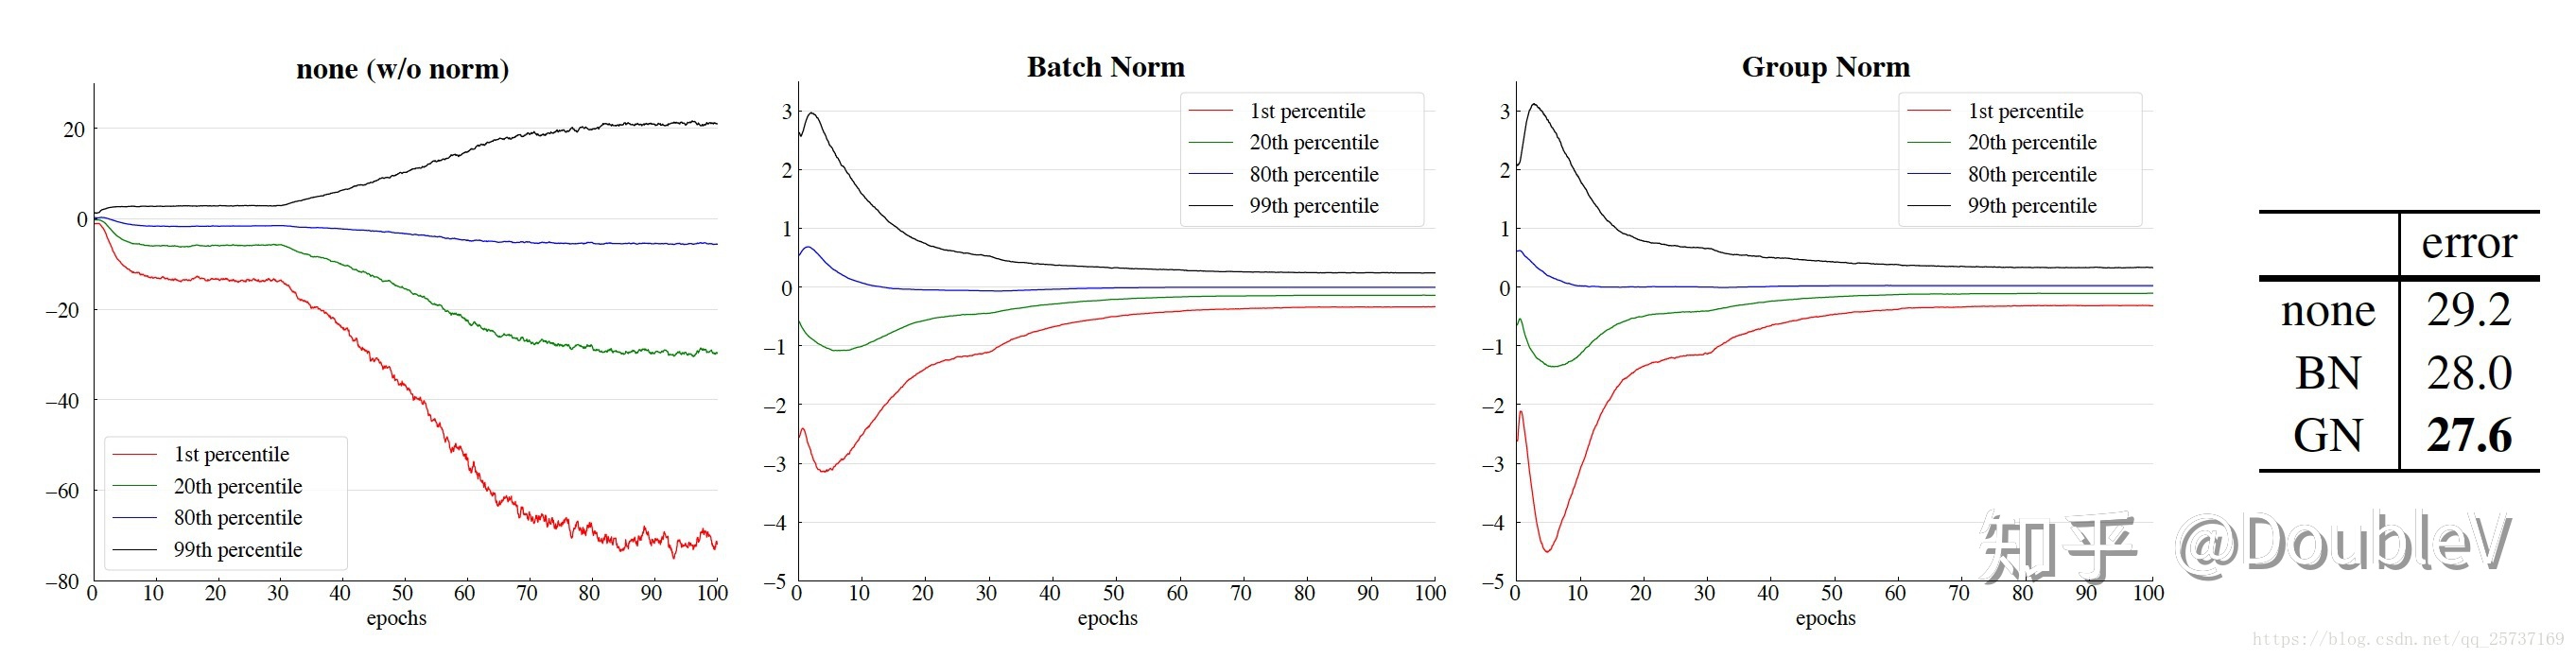 none (w/o norm)
20
0
−20
−40
−60
−80
0 10 20 30 40 50 60 70 80 90 100
epochs
1st percentile
20th percentile
80th percentile
99th percentile
Batch Norm
3
2
1
0
−1
−2
−3
−4
−5
0 10 20 30 40 50 60 70 80 90 100
epochs
1st percentile
20th percentile
80th percentile
99th percentile
Group Norm
3
2
1
0
−1
−2
−3
−4
−5
0 10 20 30 40 50 60 70 80 90 100
epochs
1st percentile
20th percentile
80th percentile
99th percentile
error
none 29.2
BN 28.0
GN 27.6
知乎 @DoubleV
https://blog.csdn.net/qq_25737169